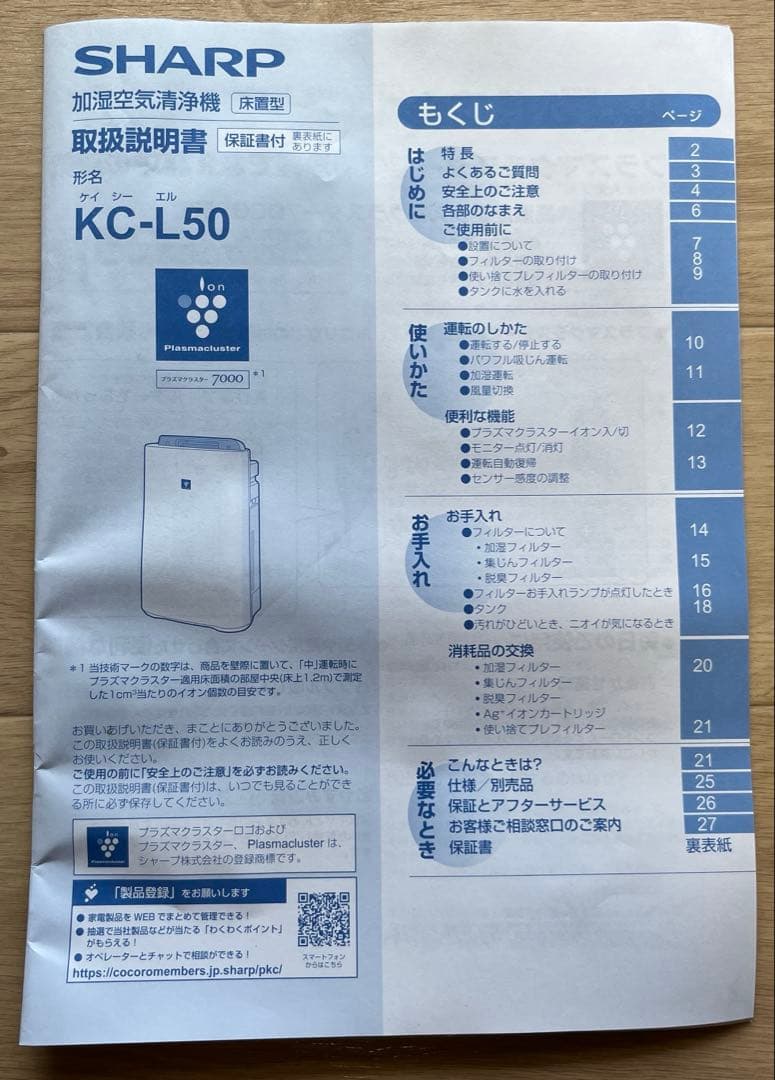 SHARP
加湿空気清浄機 床置型
取扱説明書 保証書付 裏表紙にあります
形名
ケイ シー エル
KC-L50
Ion
Plasmacluster
プラズマクラスター 7000 *1
*1 当技術マークの数字は、商品を壁際に置いて、「中」運転時に
プラズマクラスター適用床面積の部屋中央(床上1.2m)で測定
した1cm³当たりのイオン個数の目安です。
お買いあげいただき、まことにありがとうございました。
この取扱説明書(保証書付)をよくお読みのうえ、正しく
お使いください。
ご使用の前に「安全上のご注意」を必ずお読みください。
この取扱説明書(保証書付)は、いつでも見ることができ
る所に必ず保存してください。
Ion
Plasmacluster
プラズマクラスターロゴおよび
プラズマクラスター、Plasmacluster は、
シャープ株式会社の登録商標です。
「製品登録」をお願いします
●家電製品を WEB でまとめて管理できる!
●抽選で当社製品などが当たる「わくわくポイント」
がもらえる!
●オペレーターとチャットで相談ができる!
https://cocoromembers.jp.sharp/pkc/
スマートフォン
からはこちら
もくじ ページ
はじめに
特長 2
よくあるご質問 3
安全上のご注意 4
各部のなまえ 6
ご使用前に
●設置について 7
●フィルターの取り付け 8
●使い捨てプレフィルターの取り付け 9
●タンクに水を入れる
使いかた
運転のしかた
●運転する/停止する 10
●パワフル吸じん運転
●加湿運転 11
●風量切換
便利な機能
●プラズマクラスターイオン入/切 12
●モニター点灯/消灯
●運転自動復帰 13
●センサー感度の調整
お手入れ
お手入れ
●フィルターについて 14
・加湿フィルター
・集じんフィルター 15
・脱臭フィルター
●フィルターお手入れランプが点灯したとき 16
●タンク 18
●汚れがひどいとき、ニオイが気になるとき
消耗品の交換
・加湿フィルター 20
・集じんフィルター
・脱臭フィルター
・Ag⁺イオンカートリッジ
・使い捨てプレフィルター 21
必要なとき
こんなときは? 21
仕様/別売品 25
保証とアフターサービス 26
お客様ご相談窓口のご案内 27
保証書 裏表紙